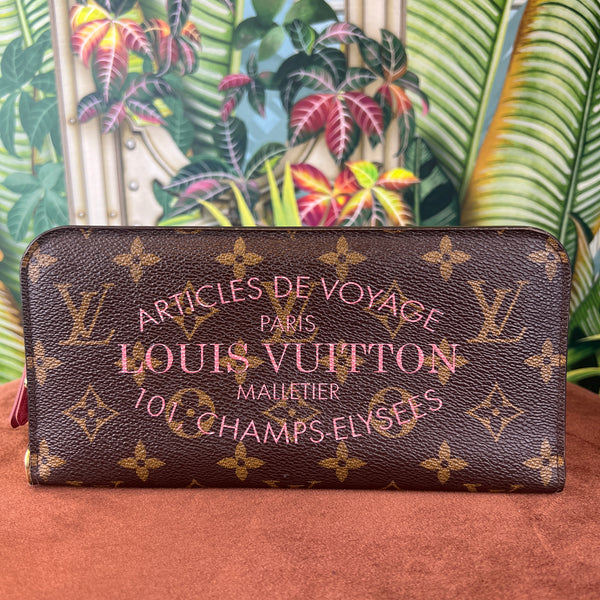 ARTICLES DE VOYAGE
PARIS
LOUIS VUITTON
MALLETIER
101, CHAMPS-ELYSEES